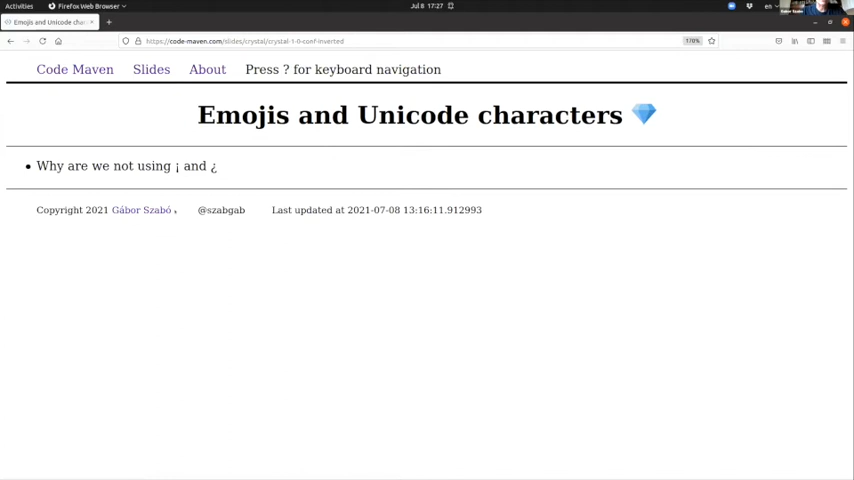 Activities Firefox Web Browser Jul 8 17:27 en
Emojis and Unicode char
https://code-maven.com/slides/crystal/crystal-1-0-conf-inverted 170%
Code Maven Slides About Press ? for keyboard navigation
Emojis and Unicode characters 💎
• Why are we not using ¡ and ¿
Copyright 2021 Gábor Szabó @szabgab Last updated at 2021-07-08 13:16:11.912993